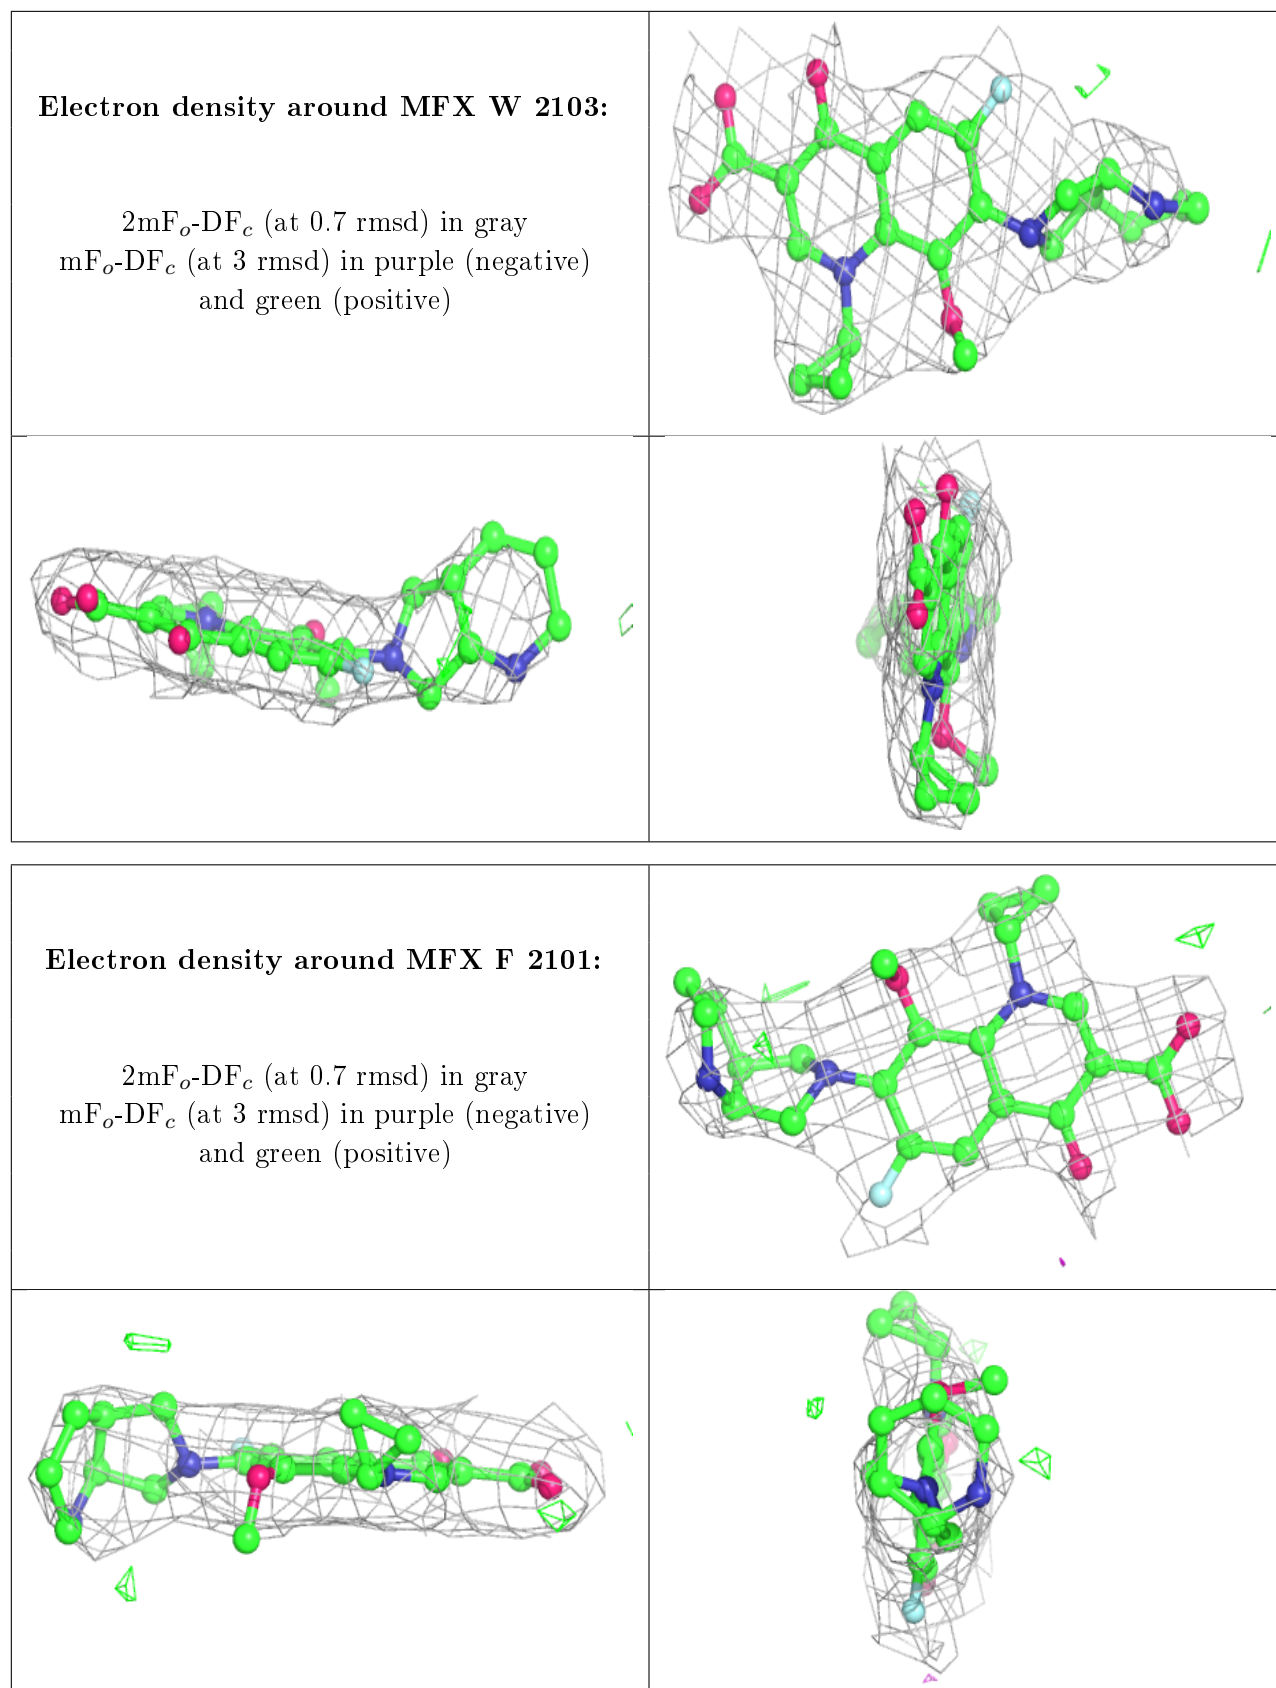 Electron density around MFX W 2103:
2mFo-DFc (at 0.7 rmsd) in gray
mFo-DFc (at 3 rmsd) in purple (negative)
and green (positive)
Electron density around MFX F 2101:
2mFo-DFc (at 0.7 rmsd) in gray
mFo-DFc (at 3 rmsd) in purple (negative)
and green (positive)